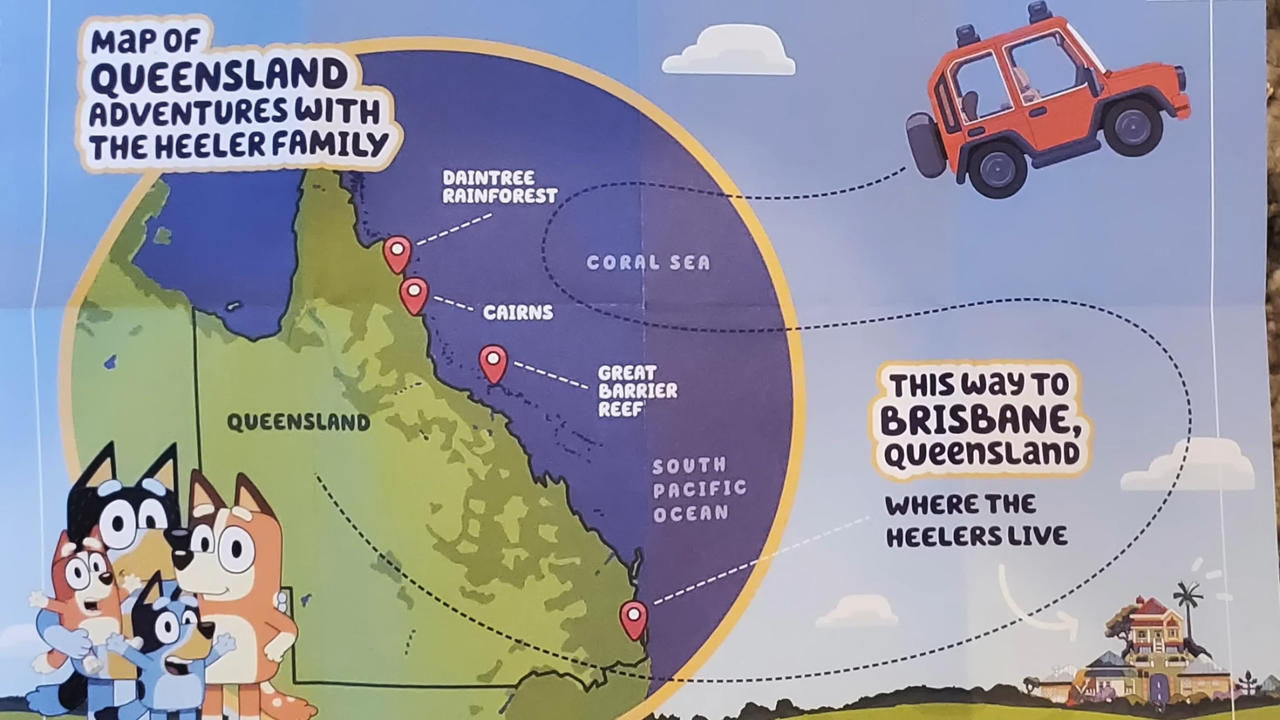 MaP OF
QUEENSLAND
ADVENTURES WITH
THE HEELER FAMILY
DAINTREE
RAINFOREST
CORAL SEA
CAIRNS
GREAT
BARRIER
REEF
QUEENSLAND
SOUTH
PACIFIC
OCEAN
THIS WaY TO
BRISBANE,
QUeensLanD
WHERE THE
HEELERS LIVE